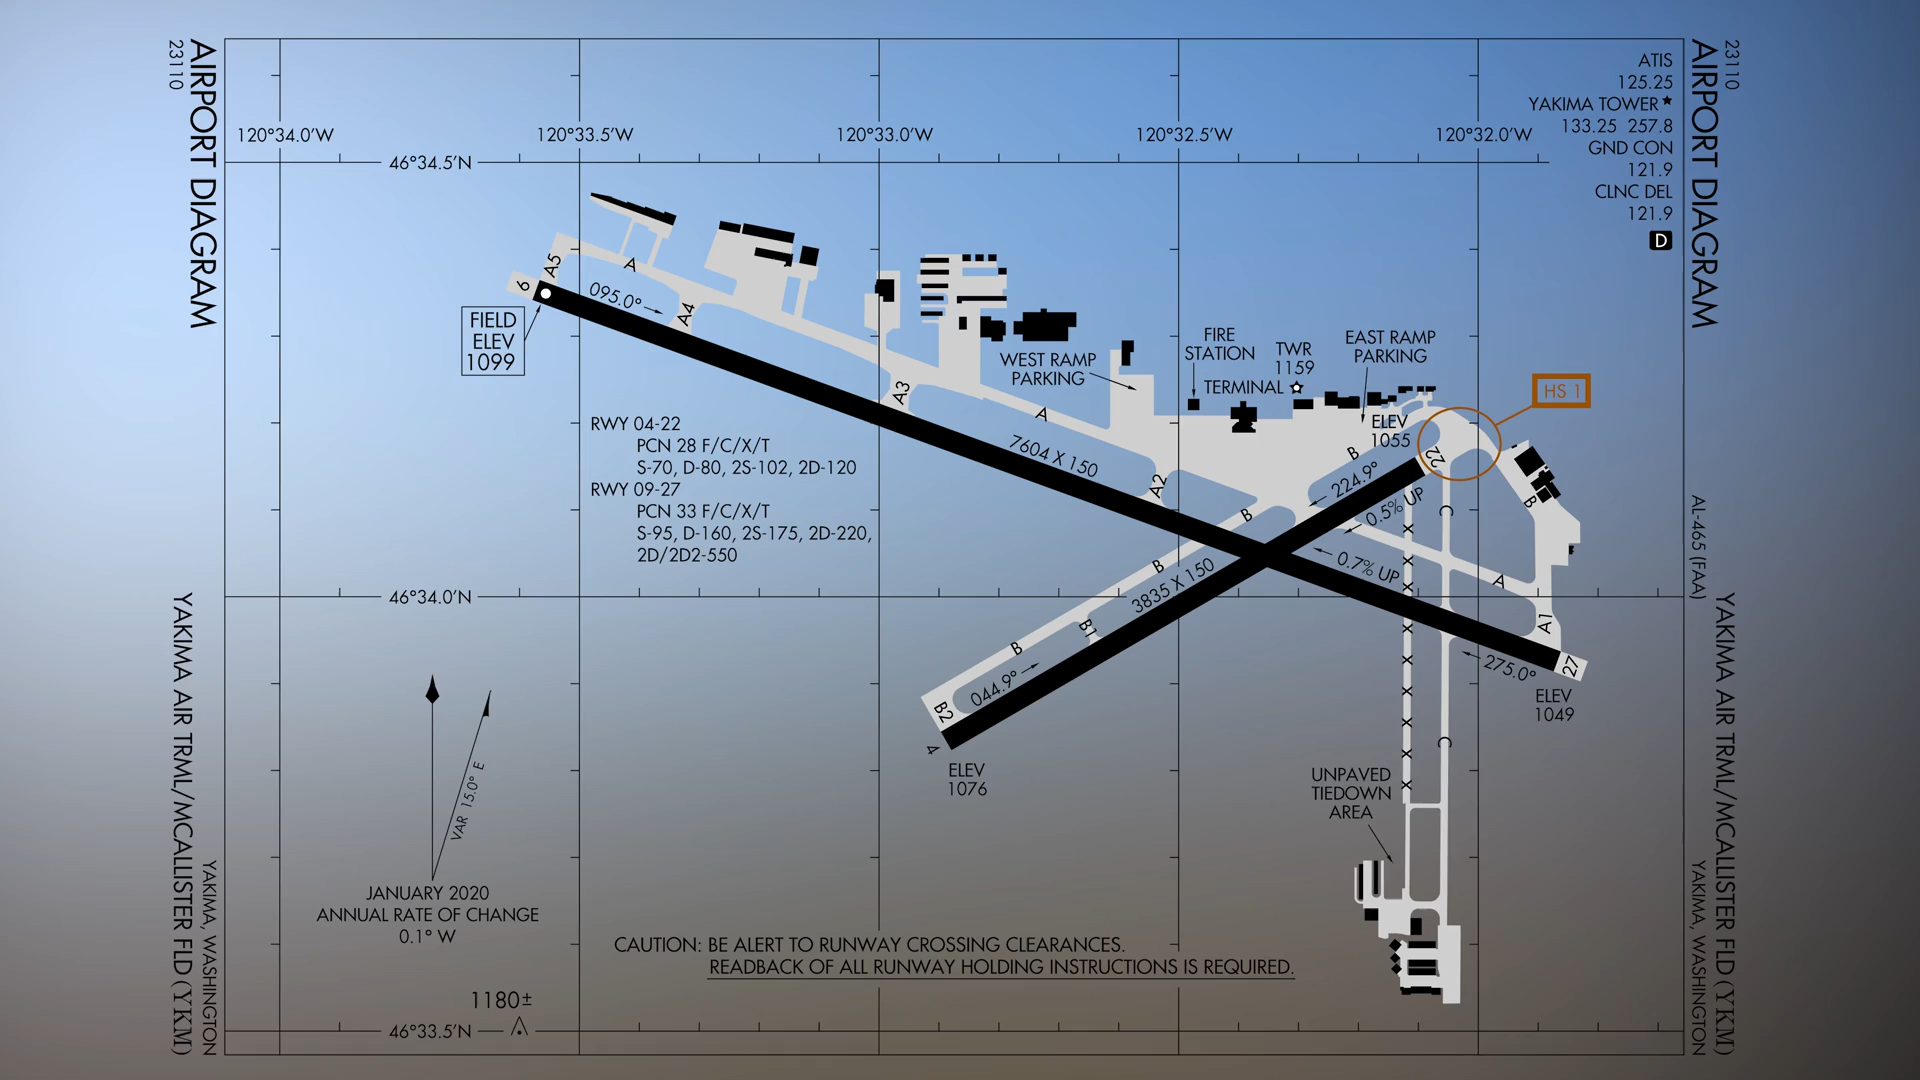 23110
AIRPORT DIAGRAM
AIRPORT DIAGRAM
23110
ATIS
125.25
YAKIMA TOWER★
133.25 257.8
GND CON
121.9
CLNC DEL
121.9
D
120°34.0'W
120°33.5'W
120°33.0'W
120°32.5'W
120°32.0'W
46°34.5'N
A5
A
9
095.0°
A4
FIELD
ELEV
1099
WEST RAMP
PARKING
FIRE
STATION
TWR
1159
TERMINAL
EAST RAMP
PARKING
HS 1
A3
A
ELEV
1055
22
B
RWY 04-22
PCN 28 F/C/X/T
S-70, D-80, 2S-102, 2D-120
RWY 09-27
PCN 33 F/C/X/T
S-95, D-160, 2S-175, 2D-220,
2D/2D2-550
7604 X 150
A2
224.9°
0.5% UP
B
C
B
X
X
X
X
X
X
X
X
X
0.7% UP
B
A
3835 X 150
46°34.0'N
B1
A1
B
275.0°
27
044.9°
B2
4
ELEV
1049
ELEV
1076
C
UNPAVED
TIEDOWN
AREA
VAR 15.0° E
JANUARY 2020
ANNUAL RATE OF CHANGE
0.1° W
CAUTION: BE ALERT TO RUNWAY CROSSING CLEARANCES.
READBACK OF ALL RUNWAY HOLDING INSTRUCTIONS IS REQUIRED.
1180±
46°33.5'N
AL-465 (FAA)
YAKIMA AIR TRML/MCALLISTER FLD (YKM)
YAKIMA, WASHINGTON
YAKIMA AIR TRML/MCALLISTER FLD (YKM)
YAKIMA, WASHINGTON